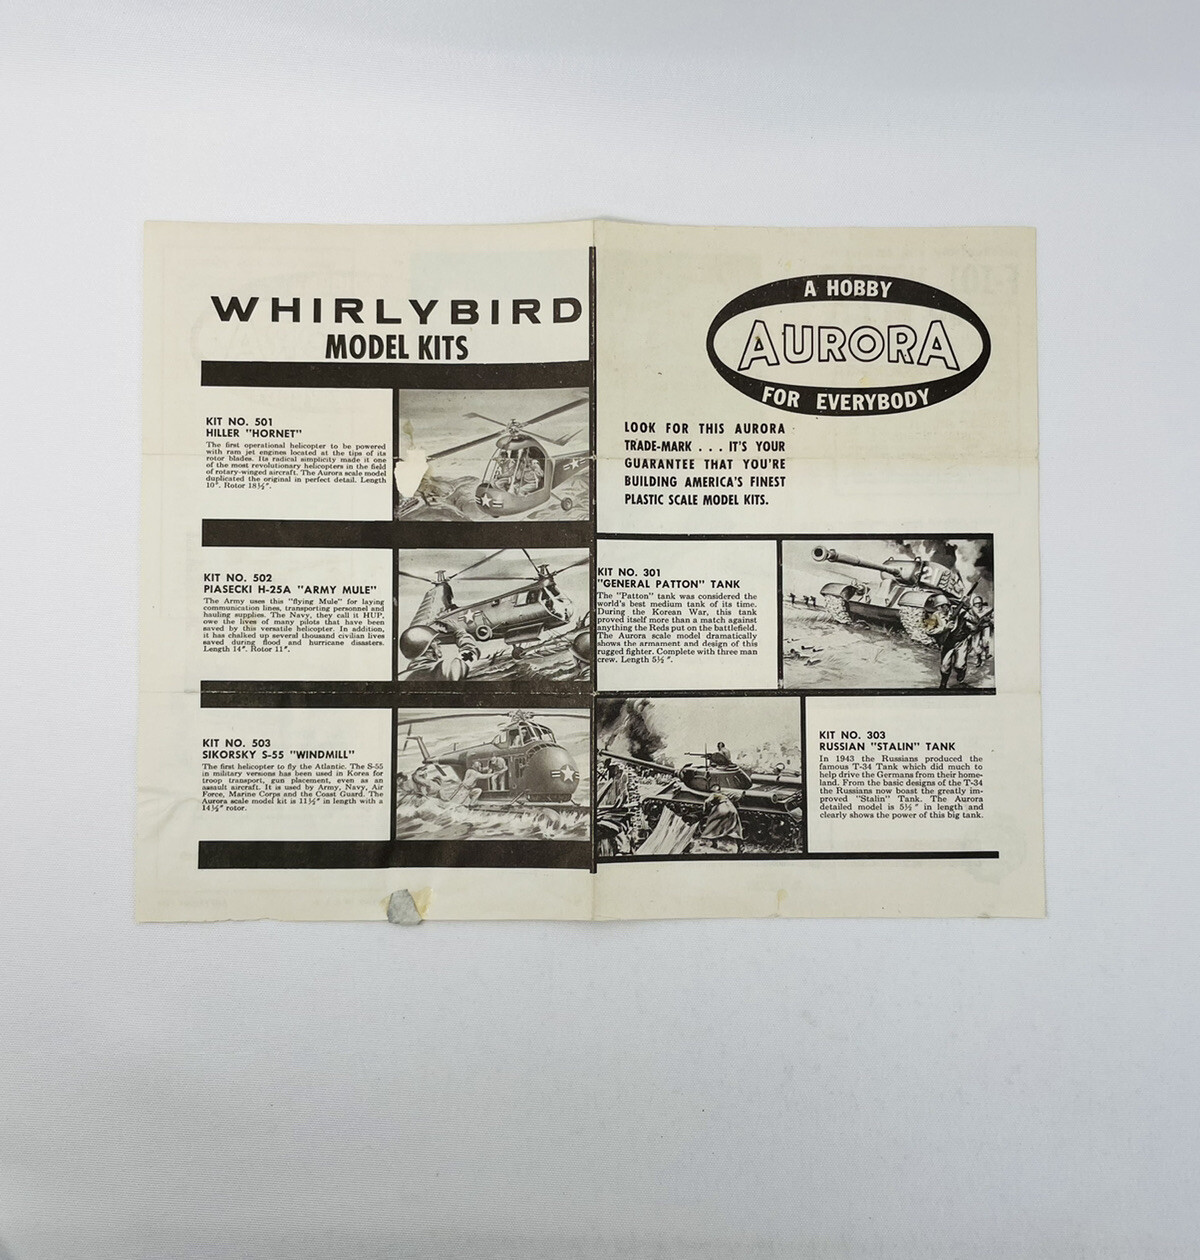 WHIRLYBIRD
MODEL KITS
KIT NO. 501
HILLER "HORNET"
The first operational helicopter to be powered
with ram jet engines located at the tips of its
rotor blades. Its radical simplicity made it one
of the most revolutionary helicopters in the field
of rotary-winged aircraft. The Aurora scale model
duplicated the original in perfect detail. Length
10". Rotor 18½".
KIT NO. 502
PIASECKI H-25A "ARMY MULE"
The Army uses this "flying Mule" for laying
communication lines, transporting personnel and
hauling supplies. The Navy, they call it HUP,
owe the lives of many pilots that have been
saved by this versatile helicopter. In addition,
it has chalked up several thousand civilian lives
saved during flood and hurricane disasters.
Length 14". Rotor 11".
KIT NO. 503
SIKORSKY S-55 "WINDMILL"
The first helicopter to fly the Atlantic. The S-55
in military versions has been used in Korea for
troop transport, gun placement, even as an
assault aircraft. It is used by Army, Navy, Air
Force, Marine Corps and the Coast Guard. The
Aurora scale model kit is 11½" in length with a
14½" rotor.
A HOBBY
AURORA
FOR EVERYBODY
LOOK FOR THIS AURORA
TRADE-MARK . . . IT'S YOUR
GUARANTEE THAT YOU'RE
BUILDING AMERICA'S FINEST
PLASTIC SCALE MODEL KITS.
KIT NO. 301
"GENERAL PATTON" TANK
The "Patton" tank was considered the
world's best medium tank of its time.
During the Korean War, this tank
proved itself more than a match against
anything the Reds put on the battlefield.
The Aurora scale model dramatically
shows the armament and design of this
rugged fighter. Complete with three man
crew. Length 5½".
KIT NO. 303
RUSSIAN "STALIN" TANK
In 1943 the Russians produced the
famous T-34 Tank which did much to
help drive the Germans from their home-
land. From the basic designs of the T-34
the Russians now boast the greatly im-
proved "Stalin" Tank. The Aurora
detailed model is 5½" in length and
clearly shows the power of this big tank.